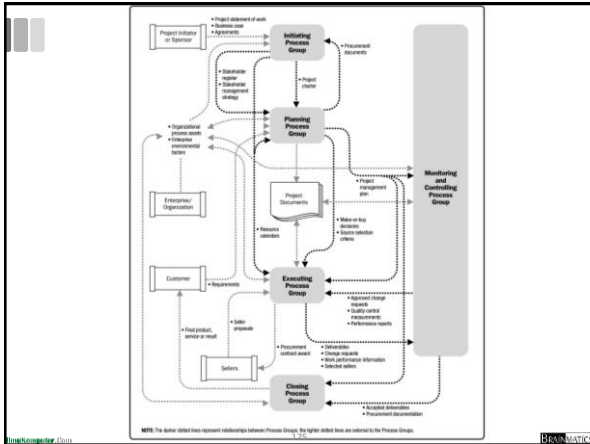 • Project statement of work
• Business case
• Agreements
Project Initiator
or Sponsor
Initiating
Process
Group
• Procurement
documents
• Stakeholder
register
• Stakeholder
management
strategy
• Project
charter
Planning
Process
Group
• Organizational
process assets
• Enterprise
environmental
factors
Monitoring
and
Controlling
Process
Group
• Project
management
plan
Enterprise/
Organization
Project
Documents
• Resource
calendars
• Make-or-buy
decisions
• Source selection
criteria
Customer
• Requirements
Executing
Process
Group
• Approved change
requests
• Quality control
measurements
• Performance reports
• Final product,
service or result
• Seller
proposals
• Procurement
contract award
• Deliverables
• Change requests
• Work performance information
• Selected sellers
Sellers
Closing
Process
Group
• Accepted deliverables
• Procurement documentation
NOTE: The darker dotted lines represent relationships between Process Groups; the lighter dotted lines are external to the Process Groups.
175
IlmuKomputer.Com
BRAINMATICS